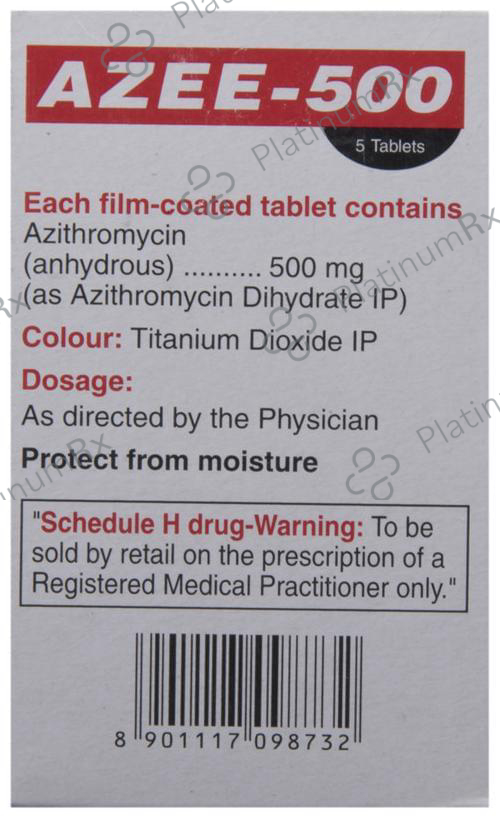 AZEE-500
5 Tablets
Each film-coated tablet contains
Azithromycin
(anhydrous) .......... 500 mg
(as Azithromycin Dihydrate IP)
Colour: Titanium Dioxide IP
Dosage:
As directed by the Physician
Protect from moisture
"Schedule H drug-Warning: To be
sold by retail on the prescription of a
Registered Medical Practitioner only."
8 901117 098732
PlatinumRx
PlatinumRx